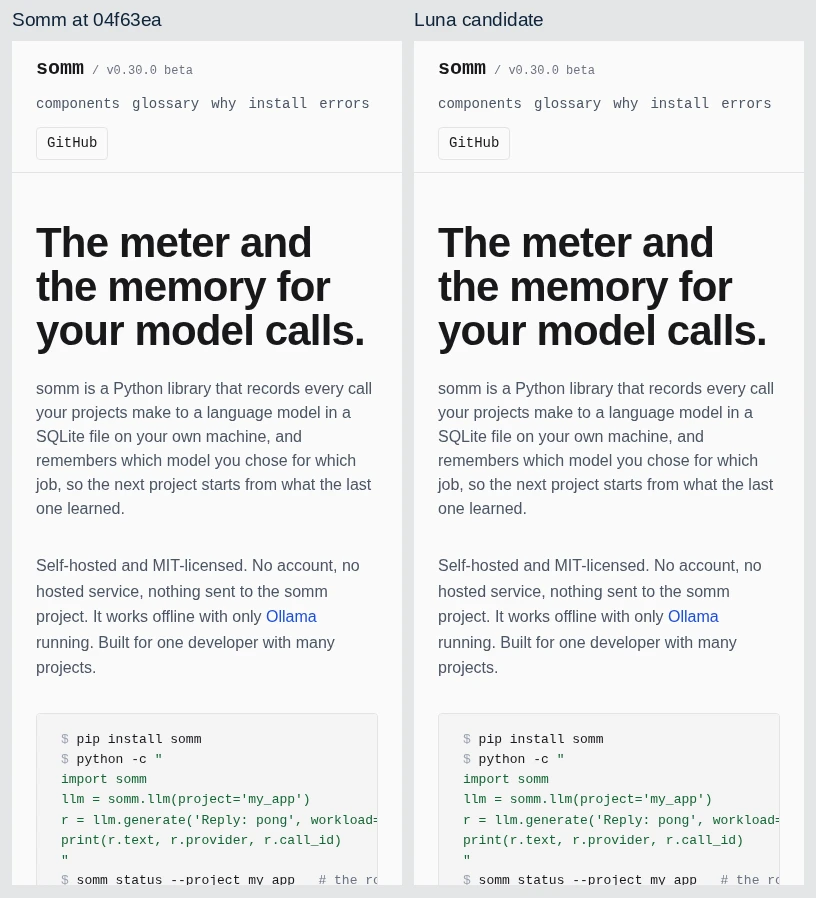 Somm at 04f63ea
somm / v0.30.0 beta
components glossary why install errors
GitHub
The meter and
the memory for
your model calls.
somm is a Python library that records every call
your projects make to a language model in a
SQLite file on your own machine, and
remembers which model you chose for which
job, so the next project starts from what the last
one learned.
Self-hosted and MIT-licensed. No account, no
hosted service, nothing sent to the somm
project. It works offline with only Ollama
running. Built for one developer with many
projects.
$ pip install somm
$ python -c "
import somm
llm = somm.llm(project='my_app')
r = llm.generate('Reply: pong', workload=
print(r.text, r.provider, r.call_id)
"
$ somm status --project my_app # the ro
Luna candidate
somm / v0.30.0 beta
components glossary why install errors
GitHub
The meter and
the memory for
your model calls.
somm is a Python library that records every call
your projects make to a language model in a
SQLite file on your own machine, and
remembers which model you chose for which
job, so the next project starts from what the last
one learned.
Self-hosted and MIT-licensed. No account, no
hosted service, nothing sent to the somm
project. It works offline with only Ollama
running. Built for one developer with many
projects.
$ pip install somm
$ python -c "
import somm
llm = somm.llm(project='my_app')
r = llm.generate('Reply: pong', workload=
print(r.text, r.provider, r.call_id)
"
$ somm status --project my_app # the ro